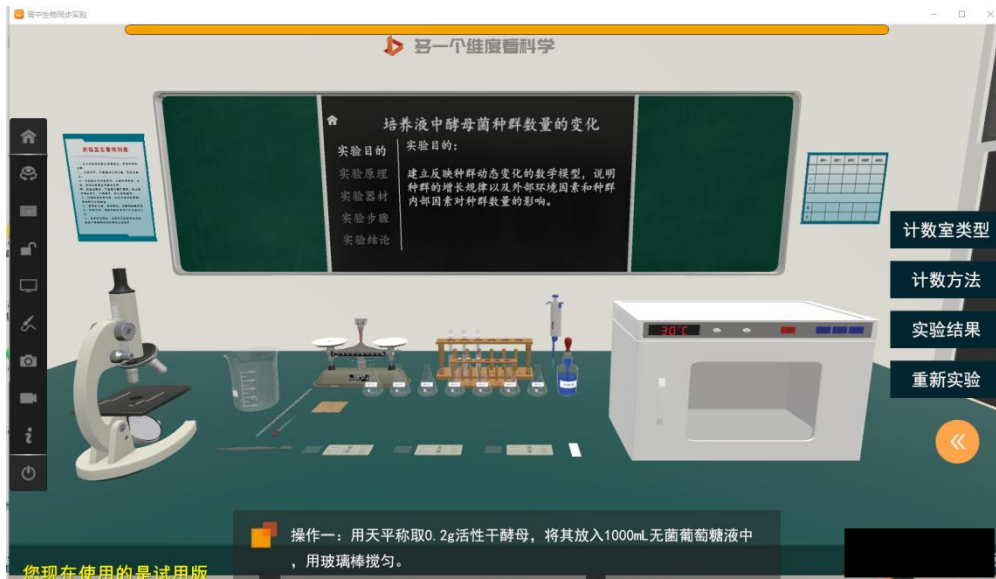 高中生物同步实验
多一个维度看科学
培养液中酵母菌种群数量的变化
实验目的
实验原理
实验器材
实验步骤
实验结论
实验目的：
建立反映种群动态变化的数学模型，说明
种群的增长规律以及外部环境因素和种群
内部因素对种群数量的影响。
计数室类型
计数方法
实验结果
重新实验
30℃
操作一：用天平称取0.2g活性干酵母，将其放入1000mL无菌葡萄糖液中
，用玻璃棒搅匀。
您现在使用的是试用版